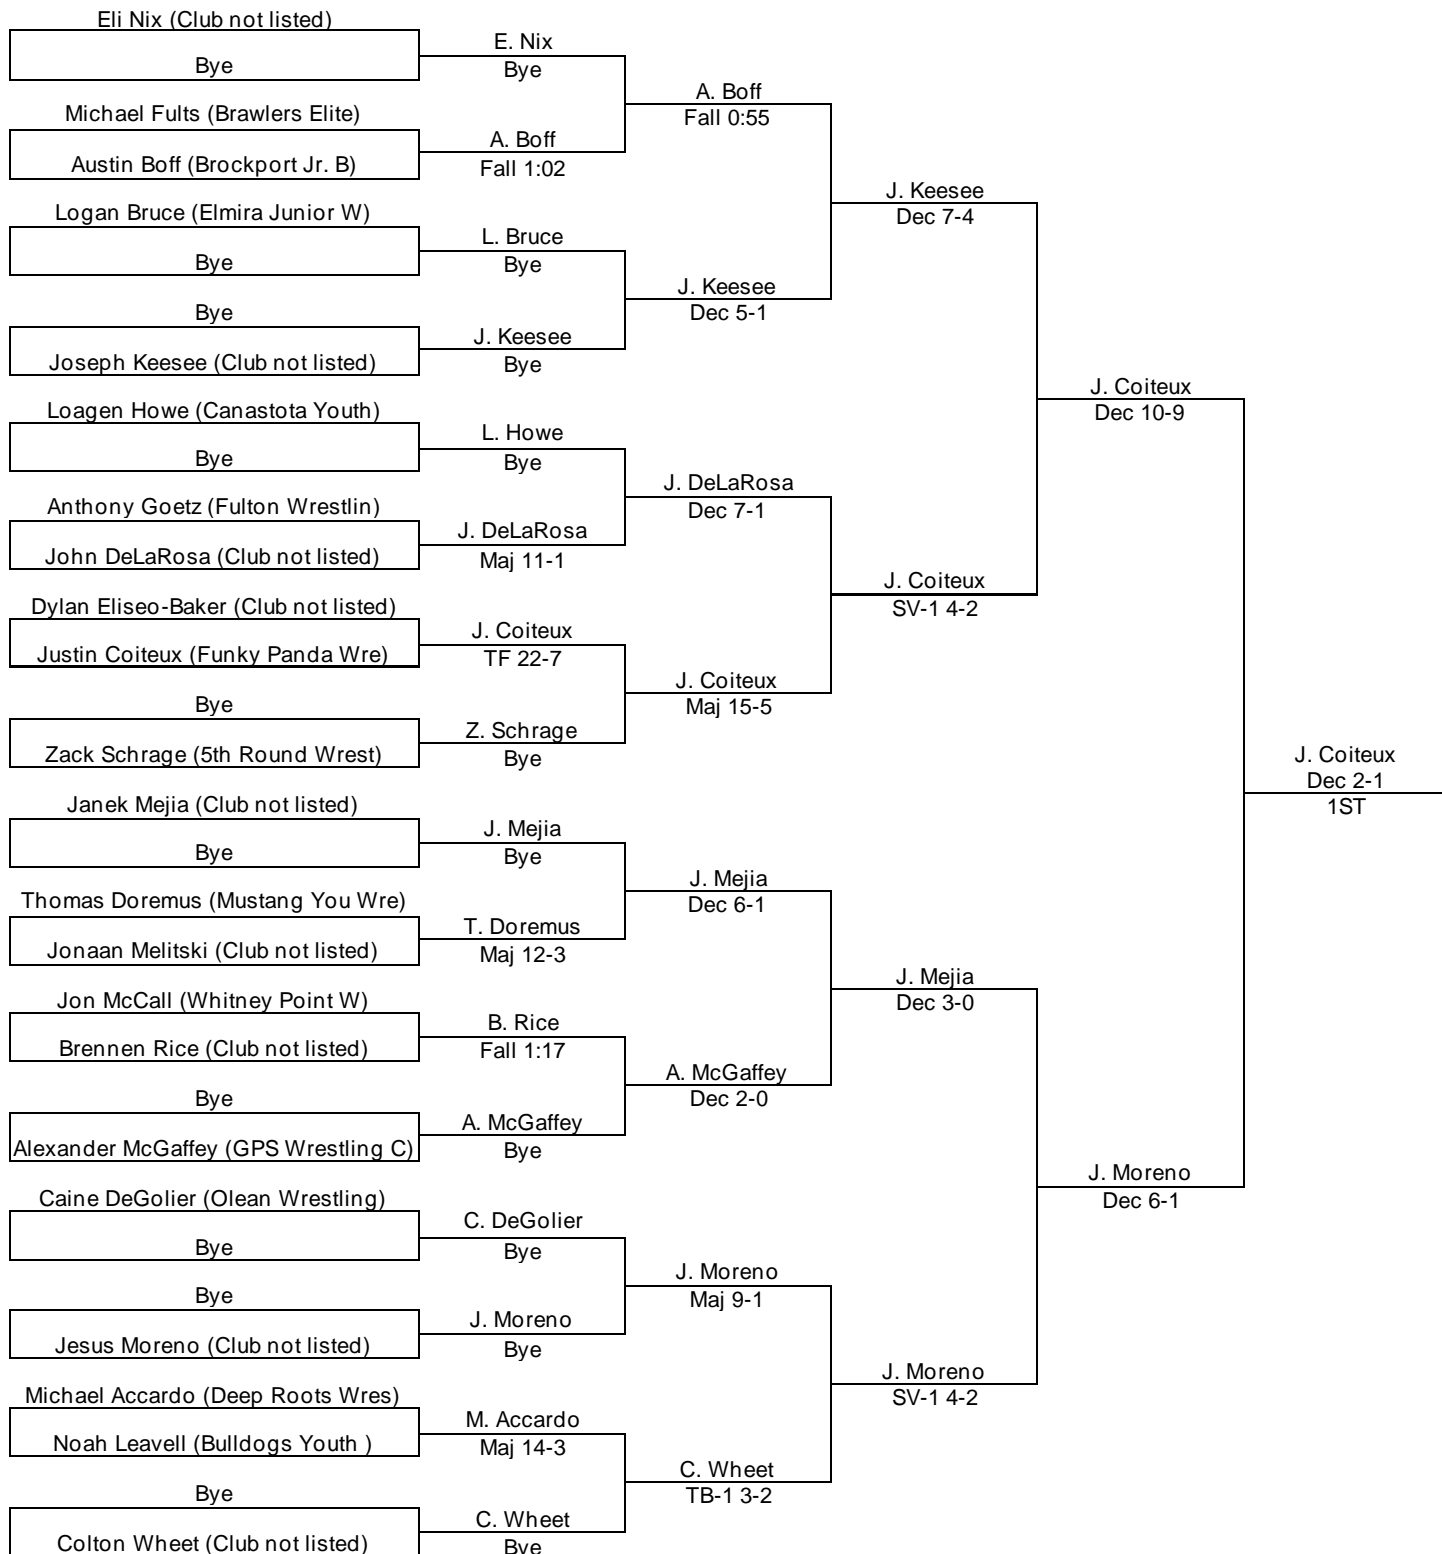 Eli Nix (Club not listed)
Bye
Michael Fults (Brawlers Elite)
Austin Boff (Brockport Jr. B)
Logan Bruce (Elmira Junior W)
Bye
Bye
Joseph Keesee (Club not listed)
Loagen Howe (Canastota Youth)
Bye
Anthony Goetz (Fulton Wrestlin)
John DeLaRosa (Club not listed)
Dylan Eliseo-Baker (Club not listed)
Justin Coiteux (Funky Panda Wre)
Bye
Zack Schrage (5th Round Wrest)
Janek Mejia (Club not listed)
Bye
Thomas Doremus (Mustang You Wre)
Jonaan Melitski (Club not listed)
Jon McCall (Whitney Point W)
Brennen Rice (Club not listed)
Bye
Alexander McGaffey (GPS Wrestling C)
Caine DeGolier (Olean Wrestling)
Bye
Bye
Jesus Moreno (Club not listed)
Michael Accardo (Deep Roots Wres)
Noah Leavell (Bulldogs Youth )
Bye
Colton Wheet (Club not listed)
E. Nix
Bye
A. Boff
Fall 1:02
L. Bruce
Bye
J. Keesee
Bye
L. Howe
Bye
J. DeLaRosa
Maj 11-1
J. Coiteux
TF 22-7
Z. Schrage
Bye
J. Mejia
Bye
T. Doremus
Maj 12-3
B. Rice
Fall 1:17
A. McGaffey
Bye
C. DeGolier
Bye
J. Moreno
Bye
M. Accardo
Maj 14-3
C. Wheet
Bye
A. Boff
Fall 0:55
J. Keesee
Dec 5-1
J. DeLaRosa
Dec 7-1
J. Coiteux
Maj 15-5
J. Mejia
Dec 6-1
A. McGaffey
Dec 2-0
J. Moreno
Maj 9-1
C. Wheet
TB-1 3-2
J. Keesee
Dec 7-4
J. Coiteux
SV-1 4-2
J. Mejia
Dec 3-0
J. Moreno
SV-1 4-2
J. Coiteux
Dec 10-9
J. Moreno
Dec 6-1
J. Coiteux
Dec 2-1
1ST